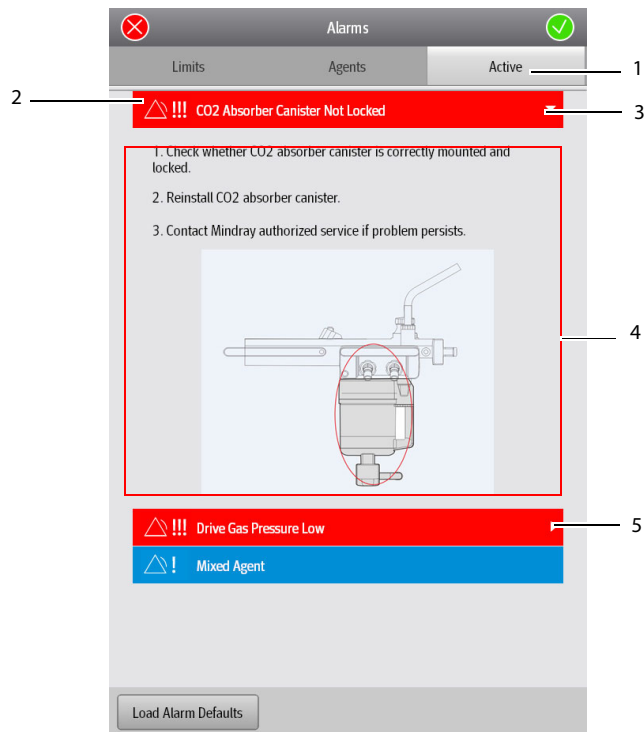 Alarms
Limits
Agents
Active
1
2
!!! CO2 Absorber Canister Not Locked
3
1. Check whether CO2 absorber canister is correctly mounted and
locked.
2. Reinstall CO2 absorber canister.
3. Contact Mindray authorized service if problem persists.
4
!!! Drive Gas Pressure Low
5
! Mixed Agent
Load Alarm Defaults